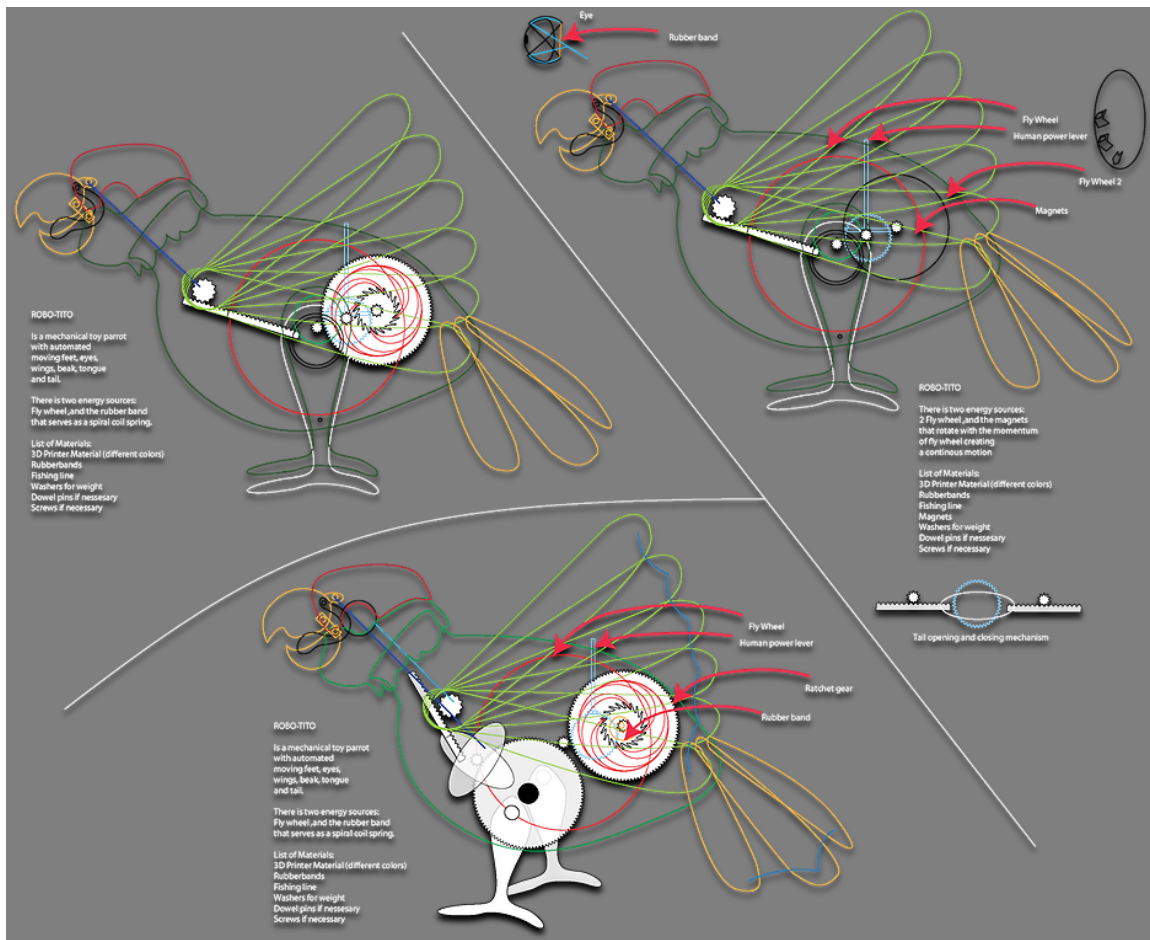 Eye
Rubber band
Fly Wheel
Human power lever
Fly Wheel 2
Magnets
ROBO-TITO
Is a mechanical toy parrot
with automated
moving feet, eyes,
wings, beak, tongue
and tail.
There is two energy sources:
Fly wheel ,and the rubber band
that serves as a spiral coil spring.
List of Materials:
3D Printer Material (different colors)
Rubberbands
Fishing line
Washers for weight
Dowel pins if nessesary
Screws if necessary
ROBO-TITO
There is two energy sources:
2 Fly wheel ,and the magnets
that rotate with the momentum
of fly wheel creating
a continous motion
List of Materials:
3D Printer Material (different colors)
Rubberbands
Fishing line
Magnets
Washers for weight
Dowel pins if nessesary
Screws if necessary
Tail opening and closing mechanism
Fly Wheel
Human power lever
Ratchet gear
Rubber band
ROBO-TITO
Is a mechanical toy parrot
with automated
moving feet, eyes,
wings, beak, tongue
and tail.
There is two energy sources:
Fly wheel ,and the rubber band
that serves as a spiral coil spring.
List of Materials:
3D Printer Material (different colors)
Rubberbands
Fishing line
Washers for weight
Dowel pins if nessesary
Screws if necessary